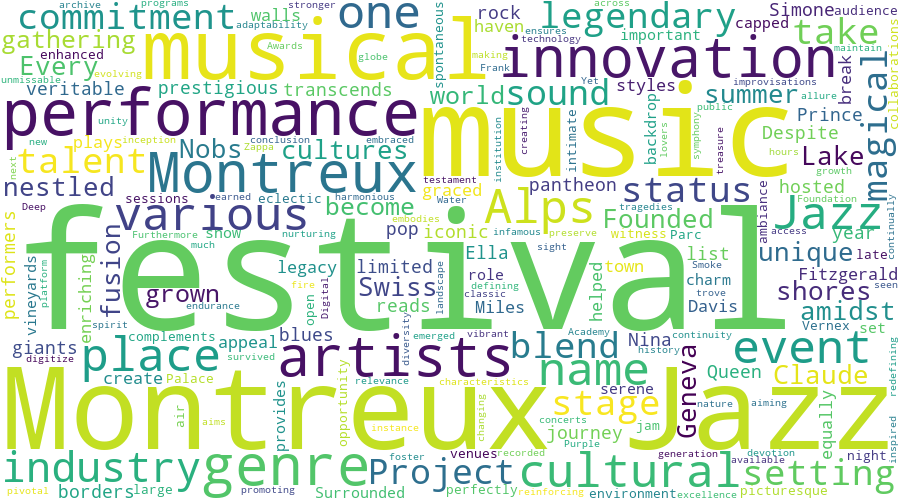 archive programs stronger across
commitment walls one rock legendary Simone audience
gathering enhanced Awards haven important capped take
Every globe musical making spontaneous technology ensures adaptability innovation maintain collaborations
unmissable evolving Frank Yet improvisations break
veritable prestigious transcends world sound styles summer allure
performance music backdrop Prince magical
new unity plays inception Zappa conclusion embraced institution creating intimate lovers symphony public Despite
talent Nobs cultures treasure hours Lake
next nestled Montreux testament graced pantheon status growth hosted
Deep sessions earned eclectic harmonious Water embodies tragedies preserve Foundation
various become Alps Founded Jazz continually
performers Furthermore show nurturing pop iconic infamous witness Parc ambiance access year
platform much festival sight list unique late
vineyards fusion spirit legacy open limited Ella role defining landscape helped town Smoke charm trove Fitzgerald seen
enriching grown endurance fire Digital Swiss reads classic Miles Davis shores
giants complements blues diversity emerged vibrant Academy continuity Vernex set amidst
digitize appeal survived artists blend Nina history event
place name Geneva redefining
create Palace relevance characteristics serene Queen Claude
Montreux Jazz
air aims provides opportunity instance changing stage concerts jam nature aiming equally
Purple journey night inspired
industry genre venues recorded generation devotion available
foster Project cultural setting
pivotal borders promoting large Surrounded perfectly reinforcing environment excellence picturesque